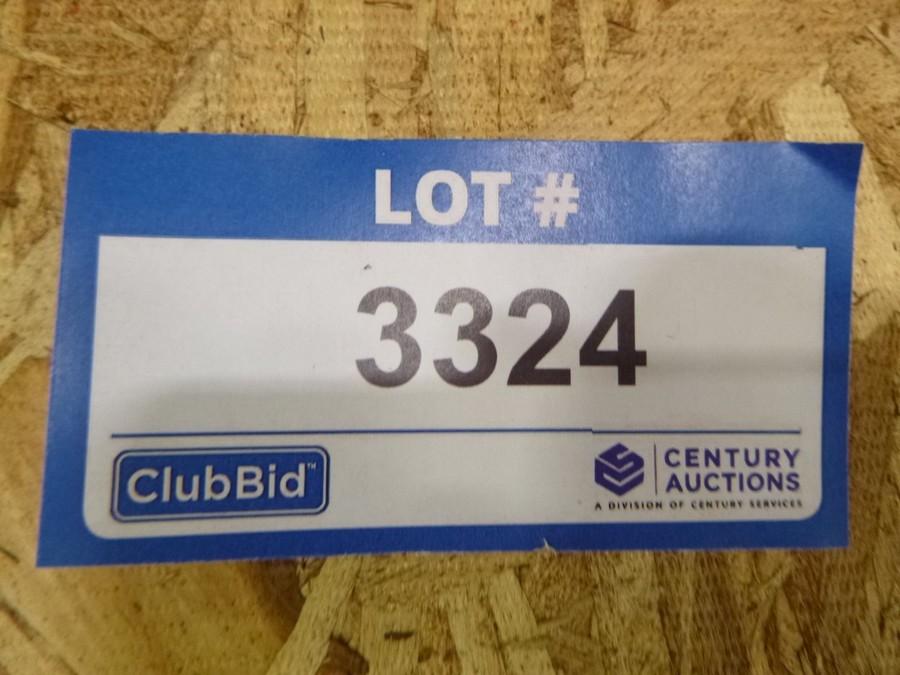 LOT #
3324
ClubBid™
CENTURY
AUCTIONS
A DIVISION OF CENTURY SERVICES